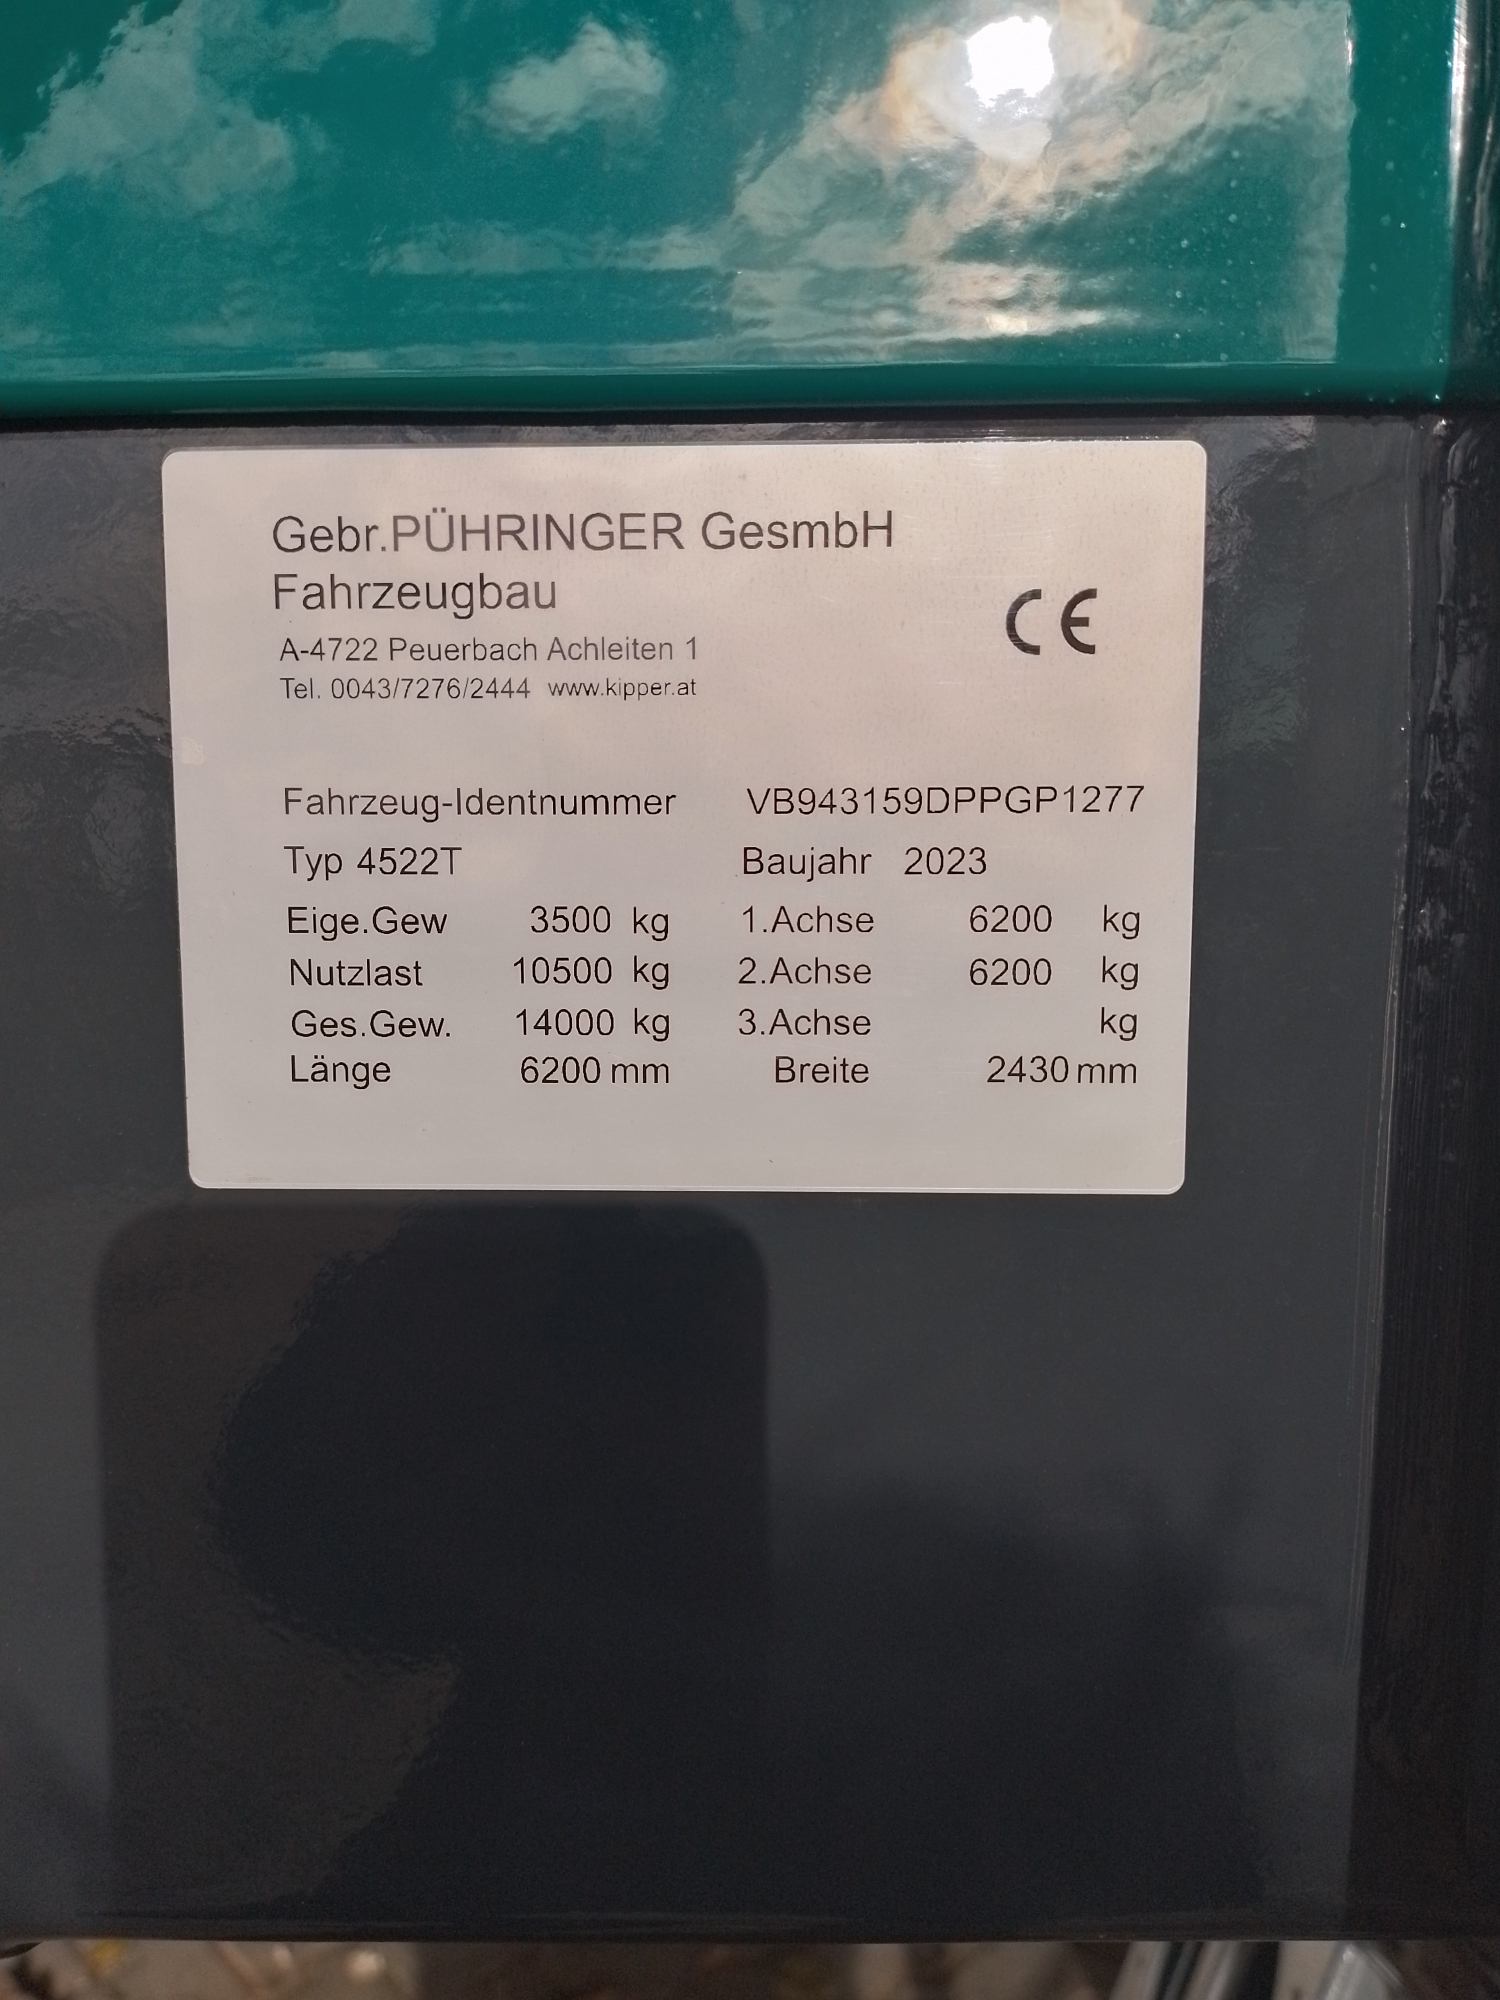 Gebr.PÜHRINGER GesmbH
Fahrzeugbau
CE
A-4722 Peuerbach Achleiten 1
Tel. 0043/7276/2444 www.kipper.at
Fahrzeug-Identnummer VB943159DPPGP1277
Typ 4522T Baujahr 2023
Eige.Gew 3500 kg 1.Achse 6200 kg
Nutzlast 10500 kg 2.Achse 6200 kg
Ges.Gew. 14000 kg 3.Achse kg
Länge 6200 mm Breite 2430 mm